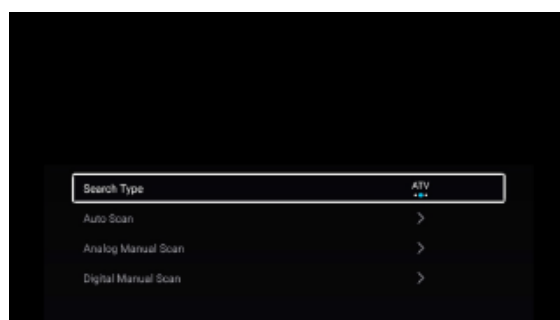 Search Type ATV
Auto Scan
Analog Manual Scan
Digital Manual Scan